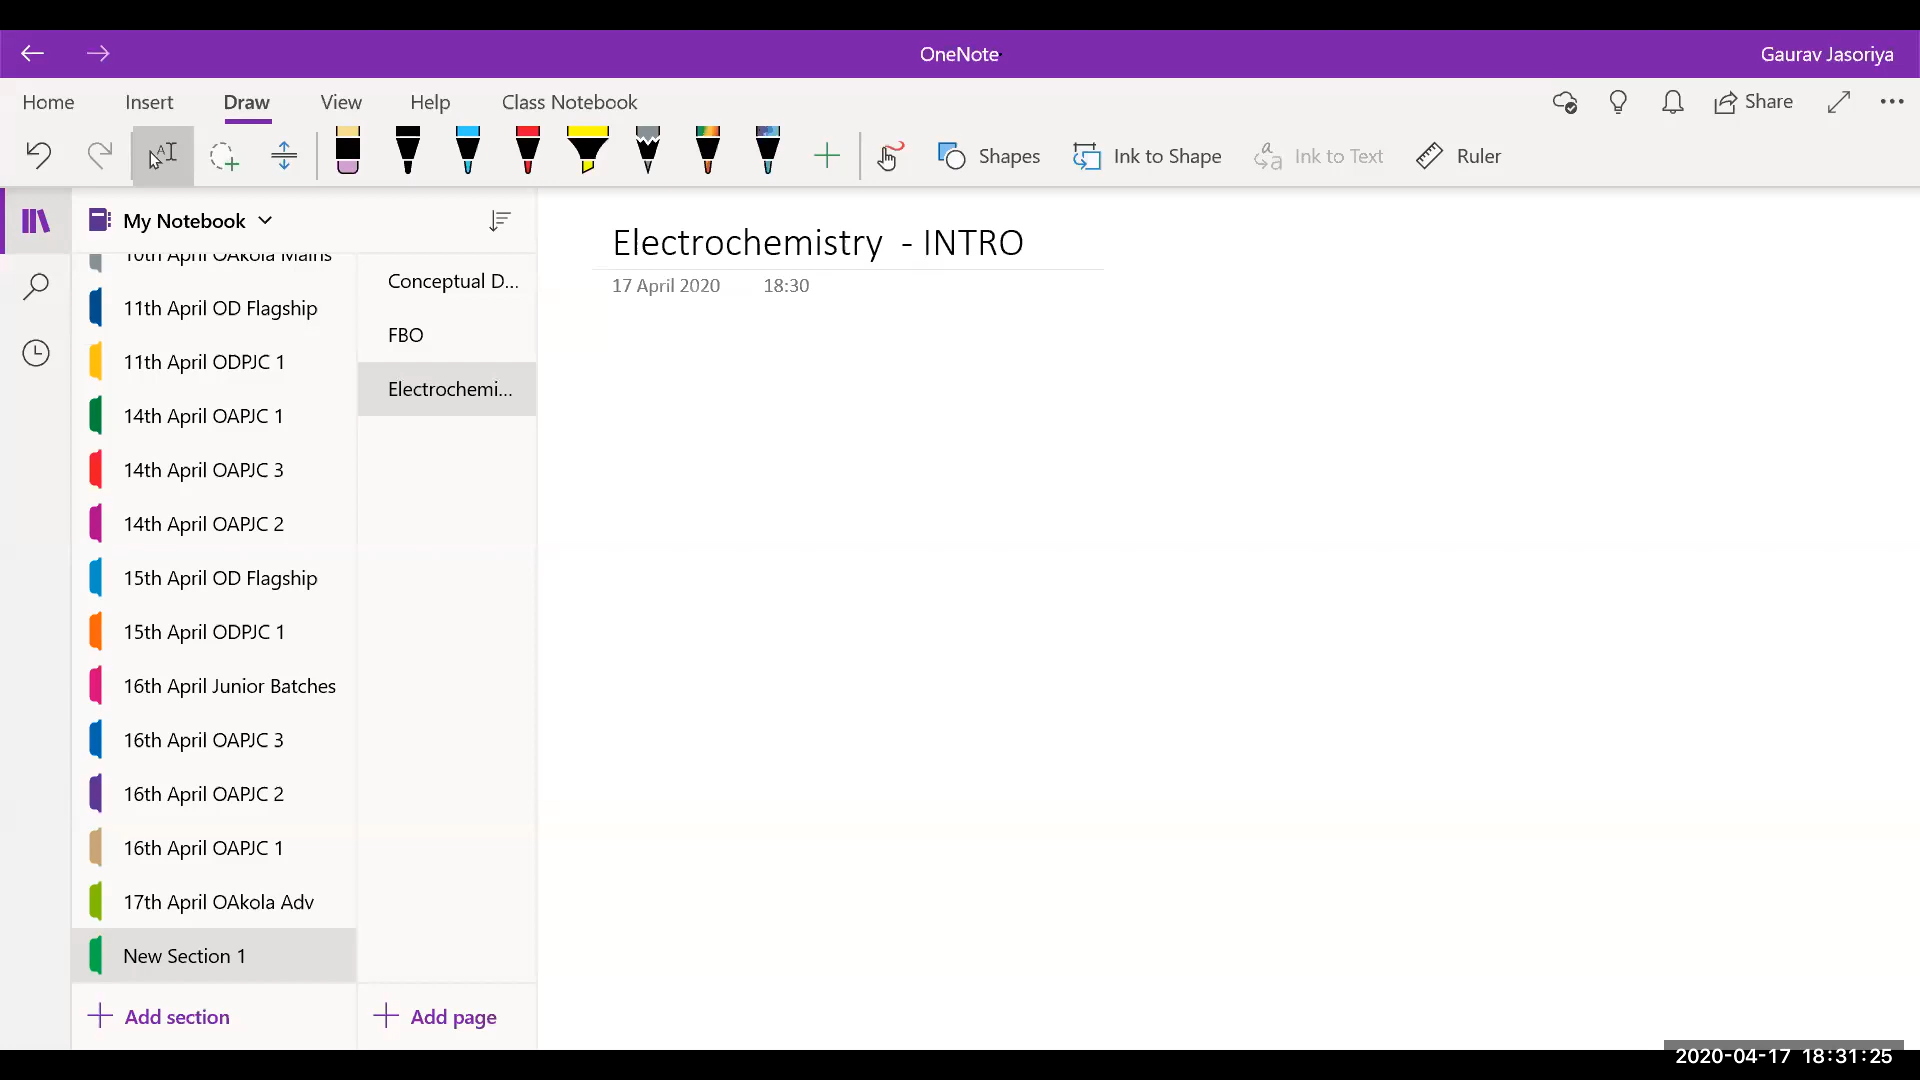 OneNote
Gaurav Jasoriya
Home Insert Draw View Help Class Notebook
Share
Shapes Ink to Shape Ink to Text Ruler
My Notebook
10th April OAkola Mains
11th April OD Flagship
11th April ODPJC 1
14th April OAPJC 1
14th April OAPJC 3
14th April OAPJC 2
15th April OD Flagship
15th April ODPJC 1
16th April Junior Batches
16th April OAPJC 3
16th April OAPJC 2
16th April OAPJC 1
17th April OAkola Adv
New Section 1
Add section
Conceptual D...
FBO
Electrochemi...
Add page
Electrochemistry - INTRO
17 April 2020 18:30
2020-04-17 18:31:25